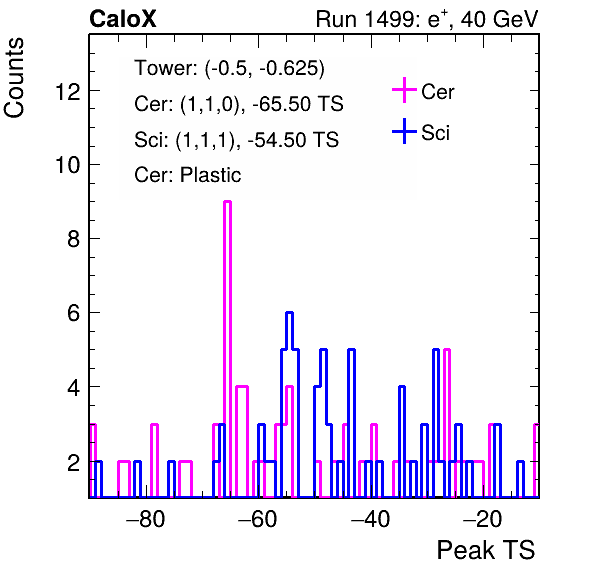 CaloX Run 1499: e⁺, 40 GeV
Counts
Tower: (-0.5, -0.625)
Cer: (1,1,0), -65.50 TS
Sci: (1,1,1), -54.50 TS
Cer: Plastic
Cer
Sci
12
10
8
6
4
2
−80 −60 −40 −20
Peak TS